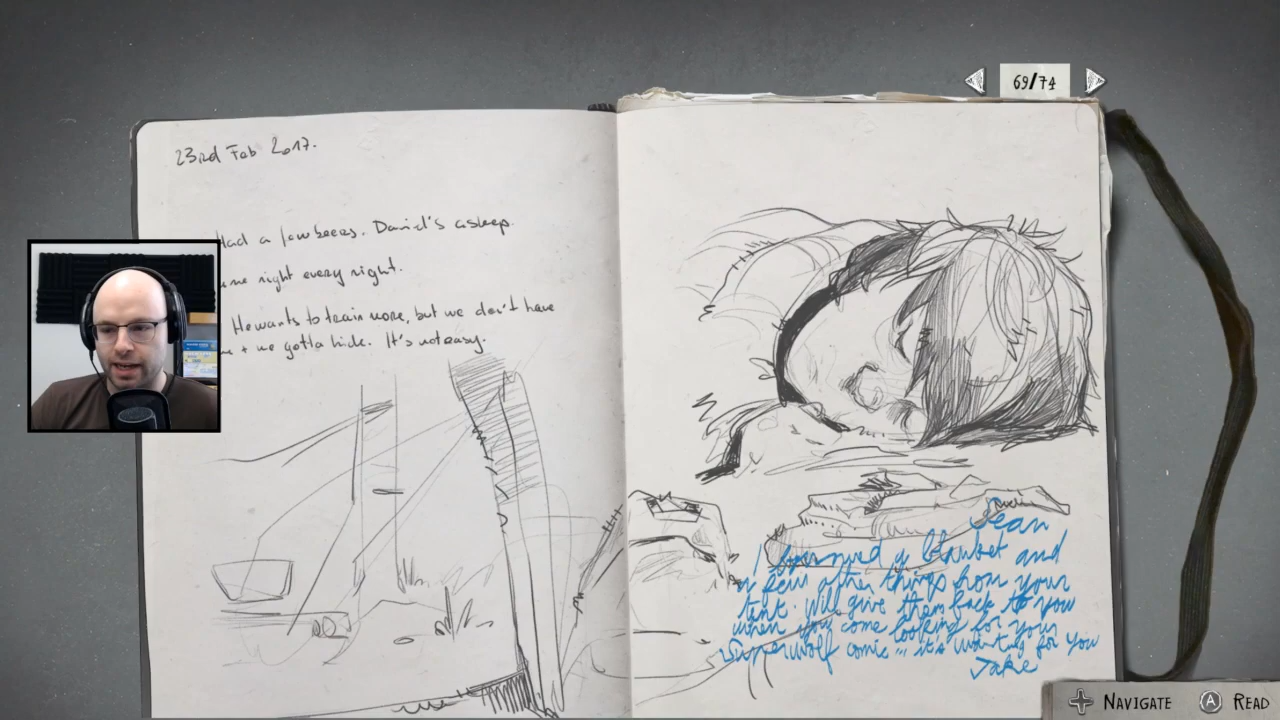 69/74
23rd Feb 2017.
Had a few beers. David's asleep.
right every night.
He wants to train more, but we don't have
+ we gotta hide. It's not easy.
Sean
I borrowed a blanket and
a few other things from your
tent. Will give them back to you
when you come looking for your
Superwolf comic... it's waiting for you
Jake
NAVIGATE
A READ